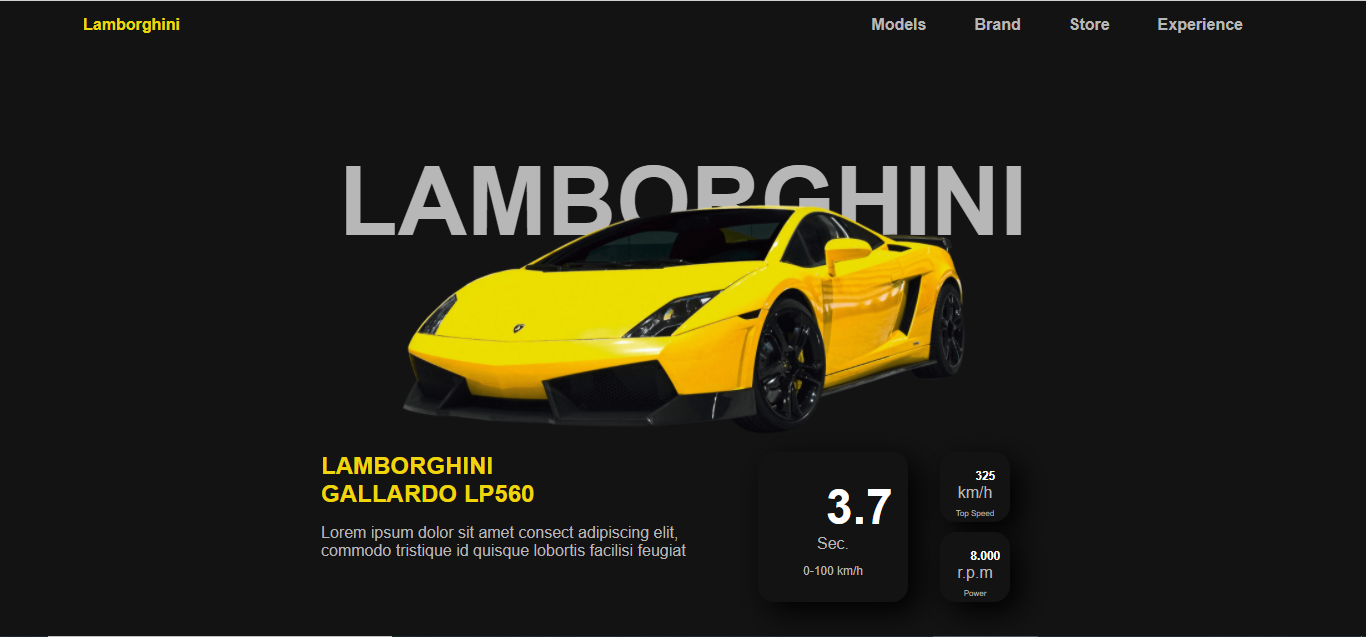 Lamborghini
Models
Brand
Store
Experience
LAMBORGHINI
LAMBORGHINI
GALLARDO LP560
Lorem ipsum dolor sit amet consect adipiscing elit,
commodo tristique id quisque lobortis facilisi feugiat
3.7
Sec.
0-100 km/h
325
km/h
Top Speed
8.000
r.p.m
Power